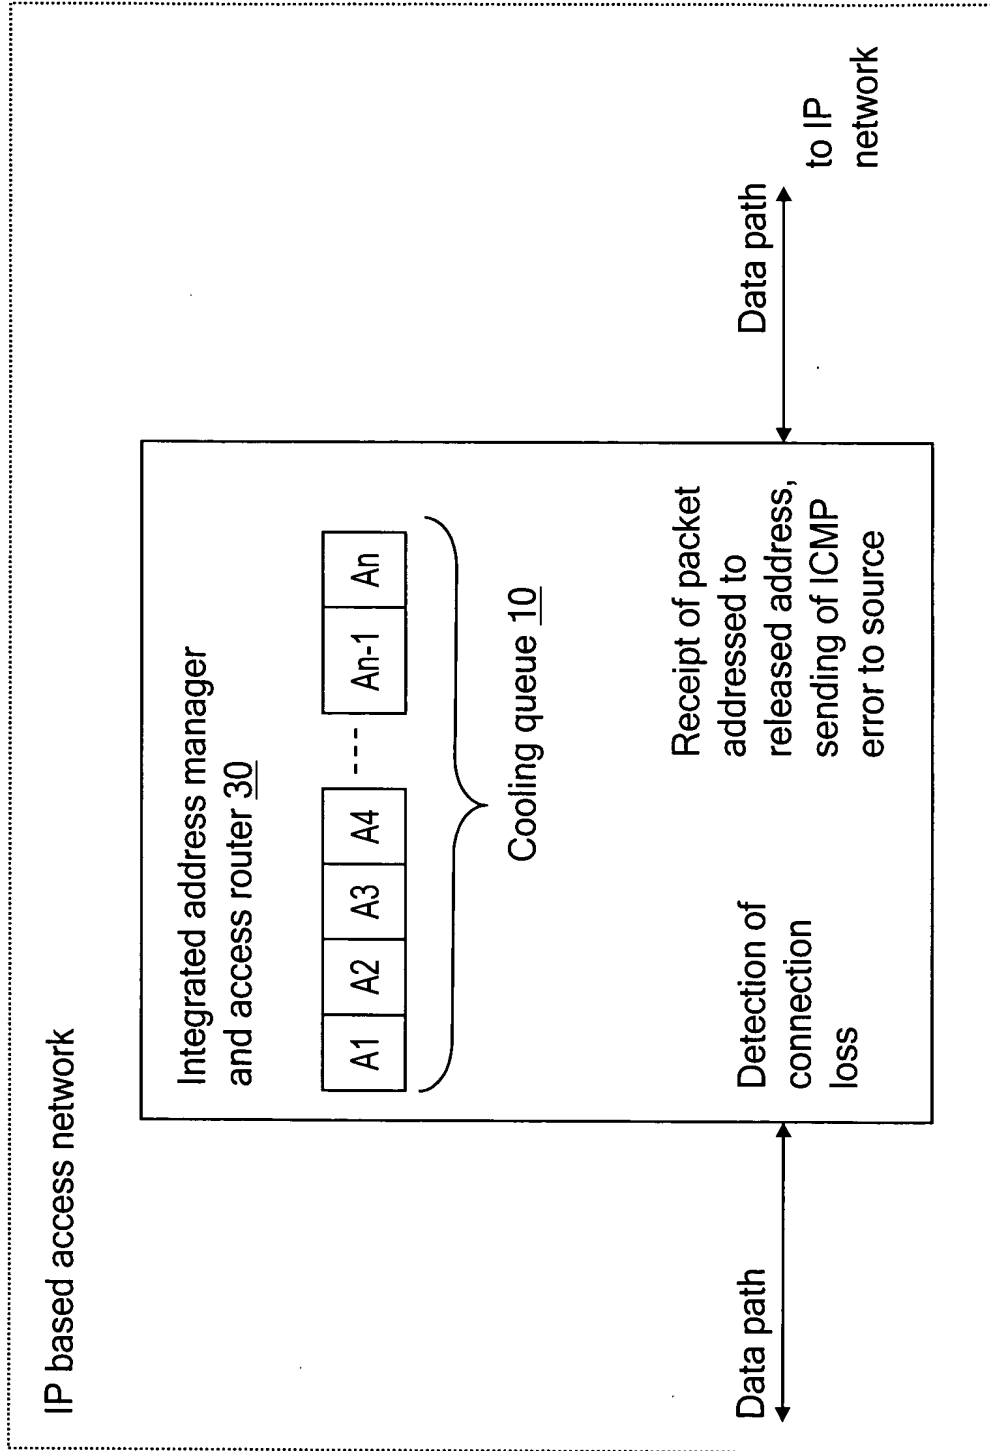 IP based access network
Integrated address manager
and access router 30
A1 A2 A3 A4 --- An-1 An
Cooling queue 10
Detection of
connection
loss
Receipt of packet
addressed to
released address,
sending of ICMP
error to source
Data path
Data path
to IP
network